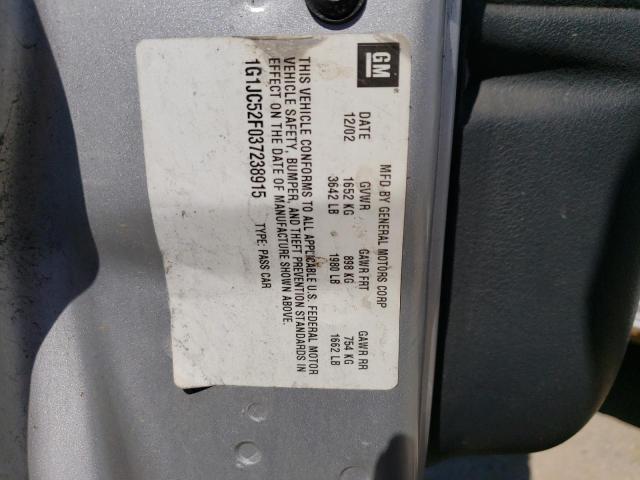 GM
MFD BY GENERAL MOTORS CORP
DATE GVWR GAWR FRT GAWR RR
12/02 1652 KG 898 KG 754 KG
3642 LB 1980 LB 1662 LB
THIS VEHICLE CONFORMS TO ALL APPLICABLE U.S. FEDERAL MOTOR
VEHICLE SAFETY, BUMPER, AND THEFT PREVENTION STANDARDS IN
EFFECT ON THE DATE OF MANUFACTURE SHOWN ABOVE.
1G1JC52F037238915 TYPE: PASS CAR